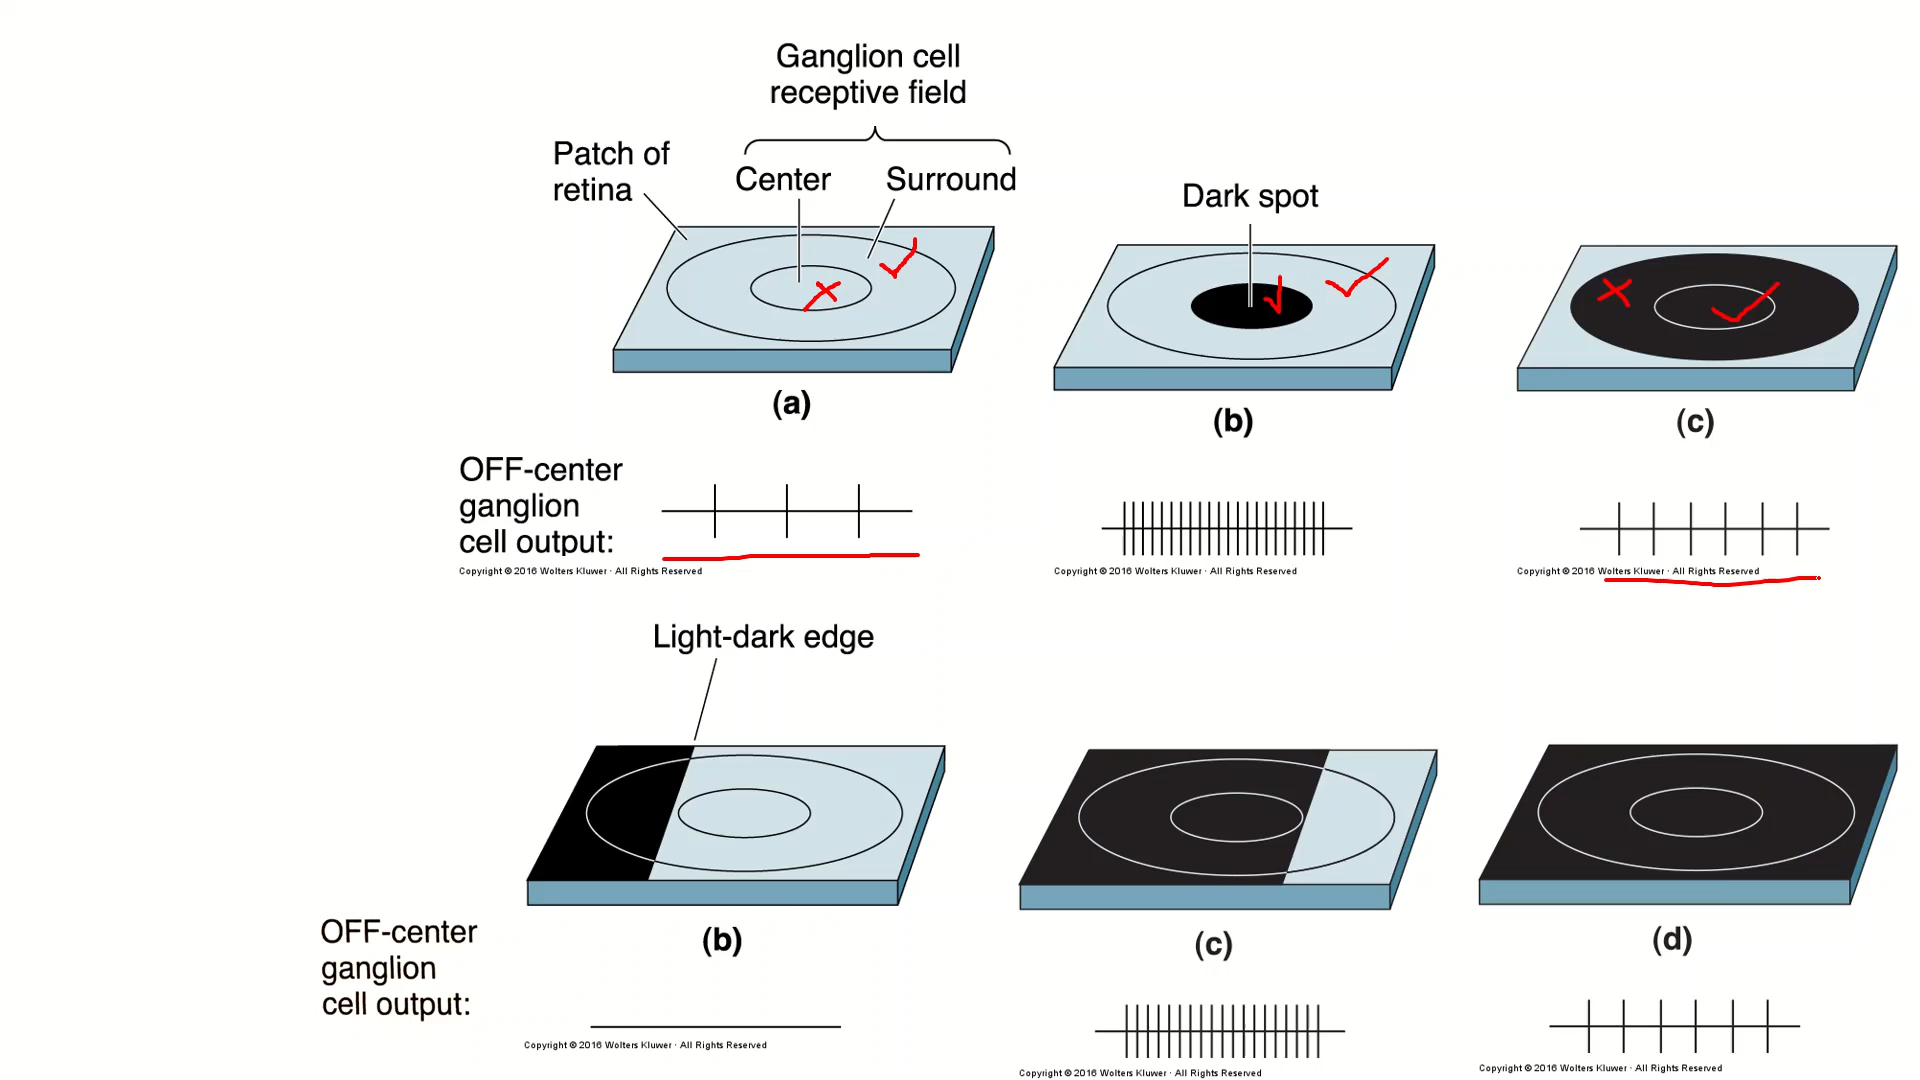 Ganglion cell
receptive field
Patch of
retina
Center
Surround
Dark spot
(a)
(b)
(c)
OFF-center
ganglion
cell output:
Copyright © 2016 Wolters Kluwer · All Rights Reserved
Copyright © 2016 Wolters Kluwer · All Rights Reserved
Copyright © 2016 Wolters Kluwer · All Rights Reserved
Light-dark edge
(b)
(c)
(d)
OFF-center
ganglion
cell output:
Copyright © 2016 Wolters Kluwer · All Rights Reserved
Copyright © 2016 Wolters Kluwer · All Rights Reserved
Copyright © 2016 Wolters Kluwer · All Rights Reserved